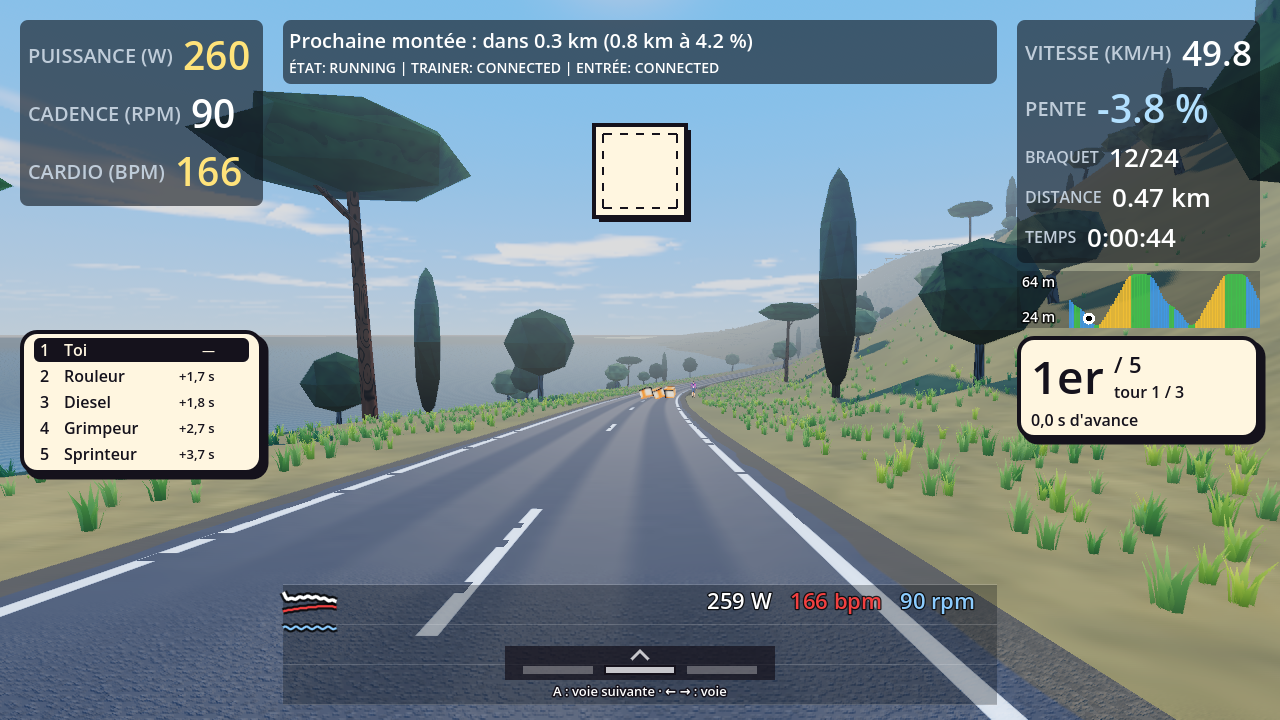 PUISSANCE (W) 260
CADENCE (RPM) 90
CARDIO (BPM) 166
Prochaine montée : dans 0.3 km (0.8 km à 4.2 %)
ÉTAT: RUNNING | TRAINER: CONNECTED | ENTRÉE: CONNECTED
VITESSE (KM/H) 49.8
PENTE -3.8 %
BRAQUET 12/24
DISTANCE 0.47 km
TEMPS 0:00:44
64 m
24 m
1 Toi —
2 Rouleur +1,7 s
3 Diesel +1,8 s
4 Grimpeur +2,7 s
5 Sprinteur +3,7 s
1er / 5
tour 1 / 3
0,0 s d'avance
259 W 166 bpm 90 rpm
A : voie suivante · ← → : voie